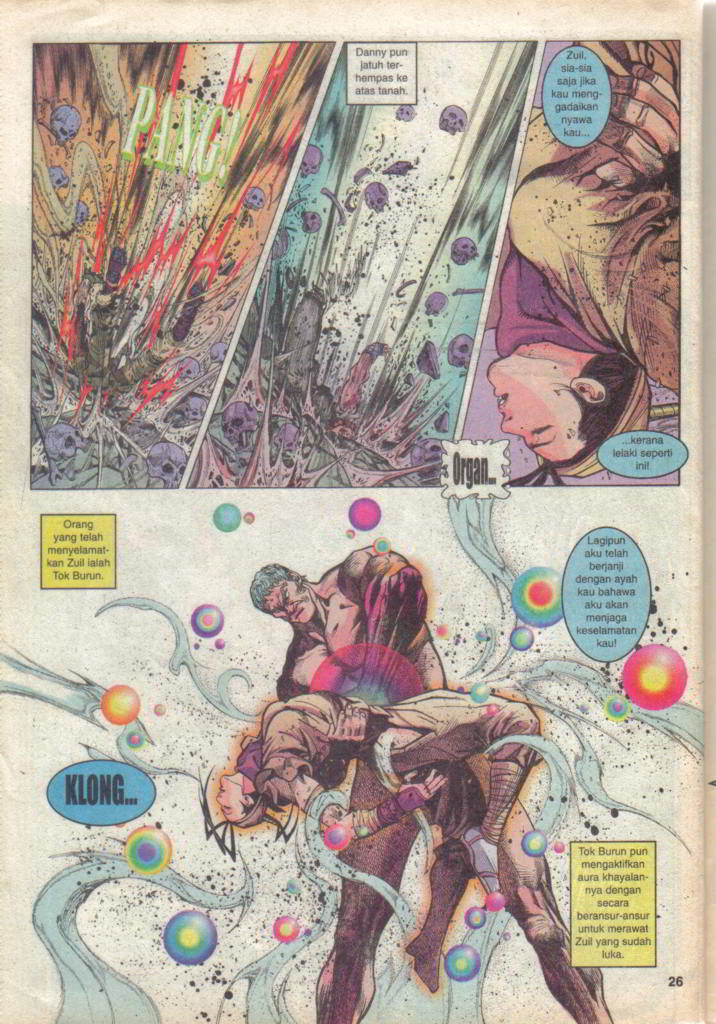 PANG!
Danny pun
jatuh ter-
hempas ke
atas tanah.
Zuil,
sia-sia
saja jika
kau meng-
gadaikan
nyawa
kau...
...kerana
lelaki seperti
ini!
Organ...
Orang
yang telah
menyelamat-
kan Zuil ialah
Tok Burun.
Lagipun
aku telah
berjanji
dengan ayah
kau bahawa
aku akan
menjaga
keselamatan
kau!
KLONG...
Tok Burun pun
mengaktifkan
aura khayalan-
nya dengan
secara
beransur-ansur
untuk merawat
Zuil yang sudah
luka.
26